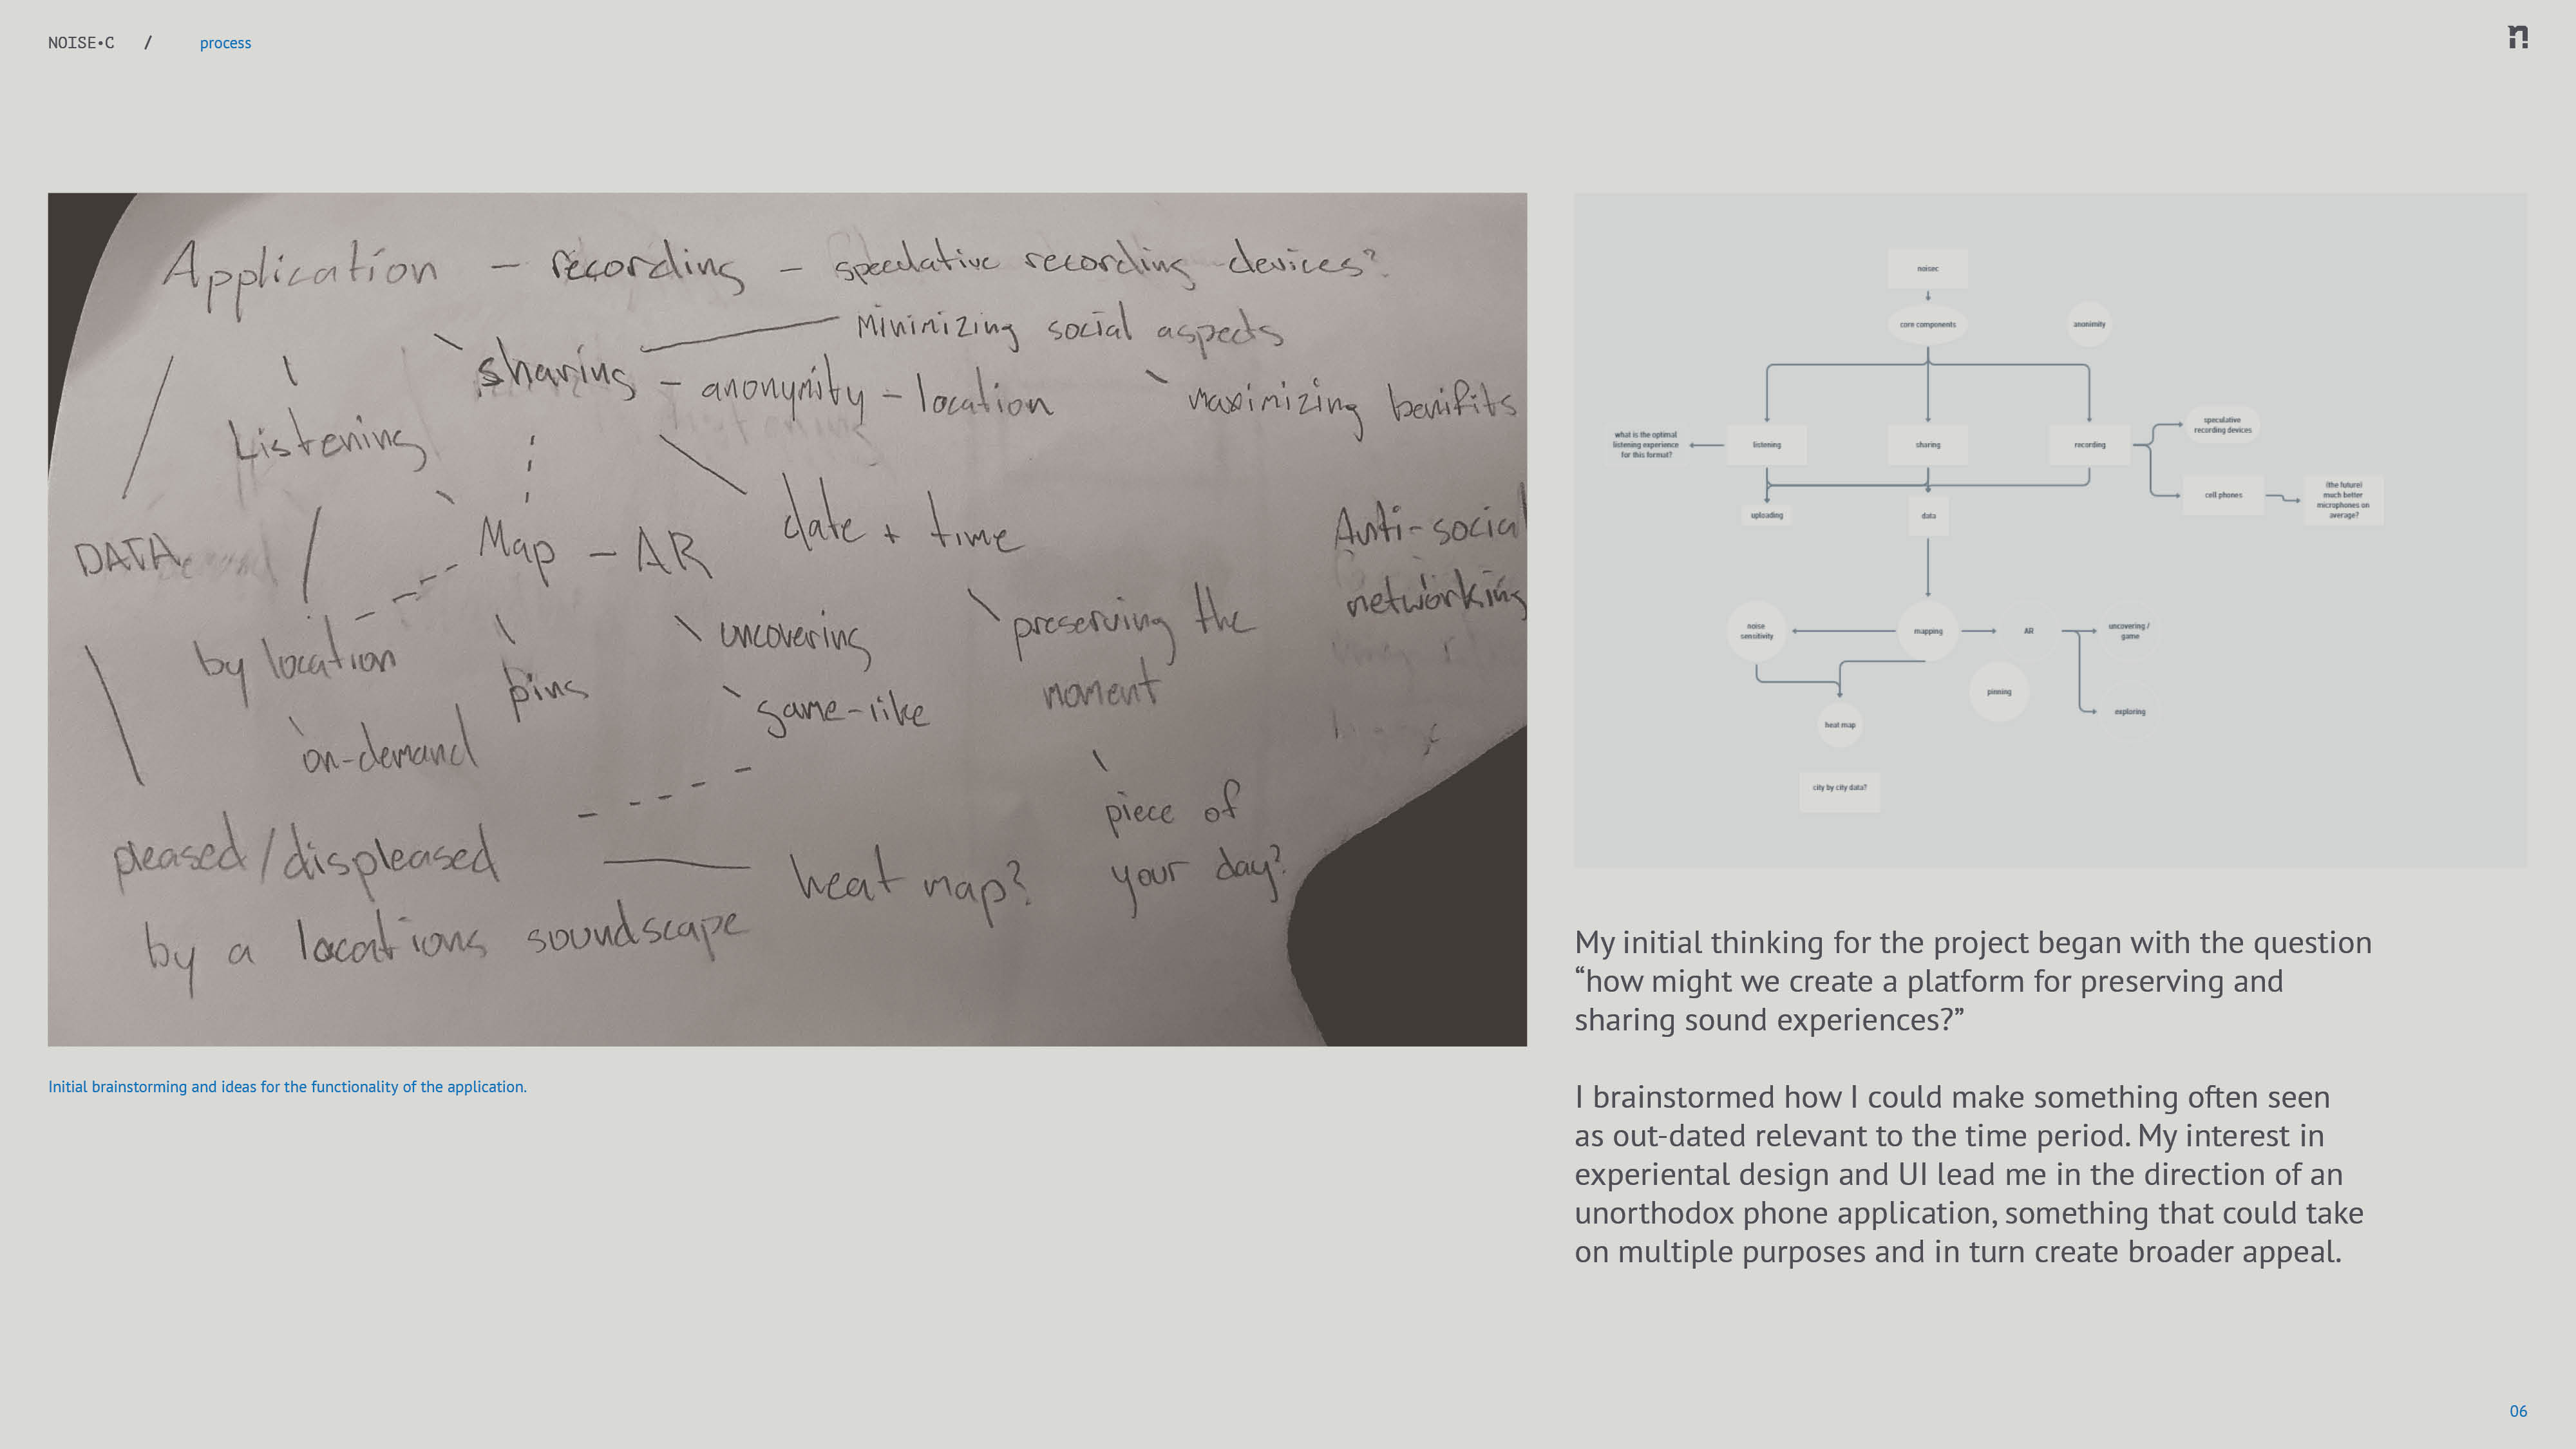 NOISE•C / process
n!
Application – recording – speculative recording devices?
sharing
Minimizing social aspects
anonymity – location
maximizing benifits
Listening
DATA
Map – AR
date + time
Anti-social
networking
by location
pins
uncovering
preserving the
moment
game-like
on-demand
piece of
your day?
pleased/displeased
by a locations soundscape
heat map?
Initial brainstorming and ideas for the functionality of the application.
noisec
core components
anonimity
what is the optimal
listening experience
for this format?
listening
sharing
recording
speculative
recording devices
cell phones
(the future)
much better
microphones on
average?
uploading
data
noise
sensitivity
mapping
AR
uncovering /
game
pinning
exploring
heat map
city by city data?
My initial thinking for the project began with the question
“how might we create a platform for preserving and
sharing sound experiences?”
I brainstormed how I could make something often seen
as out-dated relevant to the time period. My interest in
experiental design and UI lead me in the direction of an
unorthodox phone application, something that could take
on multiple purposes and in turn create broader appeal.
06